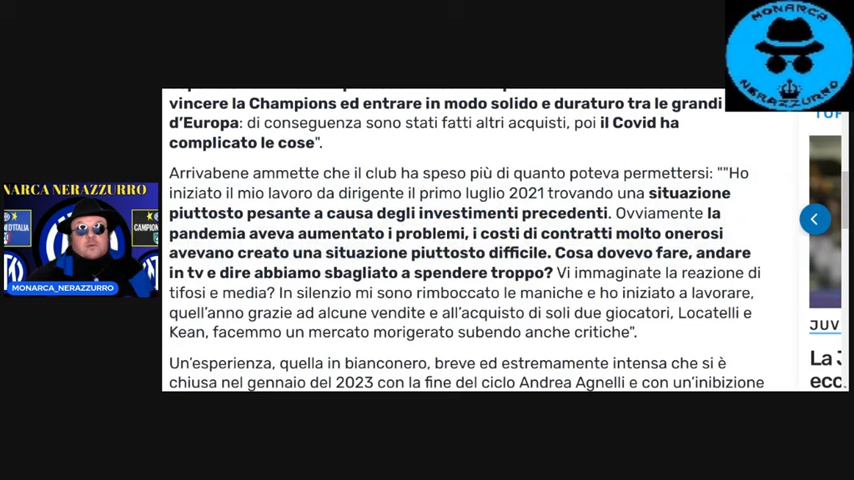 MONARCA
NERAZZURRO
vincere la Champions ed entrare in modo solido e duraturo tra le grandi
d'Europa: di conseguenza sono stati fatti altri acquisti, poi il Covid ha
complicato le cose".
Arrivabene ammette che il club ha speso più di quanto poteva permettersi: ""Ho
iniziato il mio lavoro da dirigente il primo luglio 2021 trovando una situazione
piuttosto pesante a causa degli investimenti precedenti. Ovviamente la
pandemia aveva aumentato i problemi, i costi di contratti molto onerosi
avevano creato una situazione piuttosto difficile. Cosa dovevo fare, andare
in tv e dire abbiamo sbagliato a spendere troppo? Vi immaginate la reazione di
tifosi e media? In silenzio mi sono rimboccato le maniche e ho iniziato a lavorare,
quell'anno grazie ad alcune vendite e all'acquisto di soli due giocatori, Locatelli e
Kean, facemmo un mercato morigerato subendo anche critiche".
Un'esperienza, quella in bianconero, breve ed estremamente intensa che si è
chiusa nel gennaio del 2023 con la fine del ciclo Andrea Agnelli e con un'inibizione
NARCA NERAZZURRO
D'ITALIA
CAMPION
MONARCA_NERAZZURRO
JUV
La J
ecc